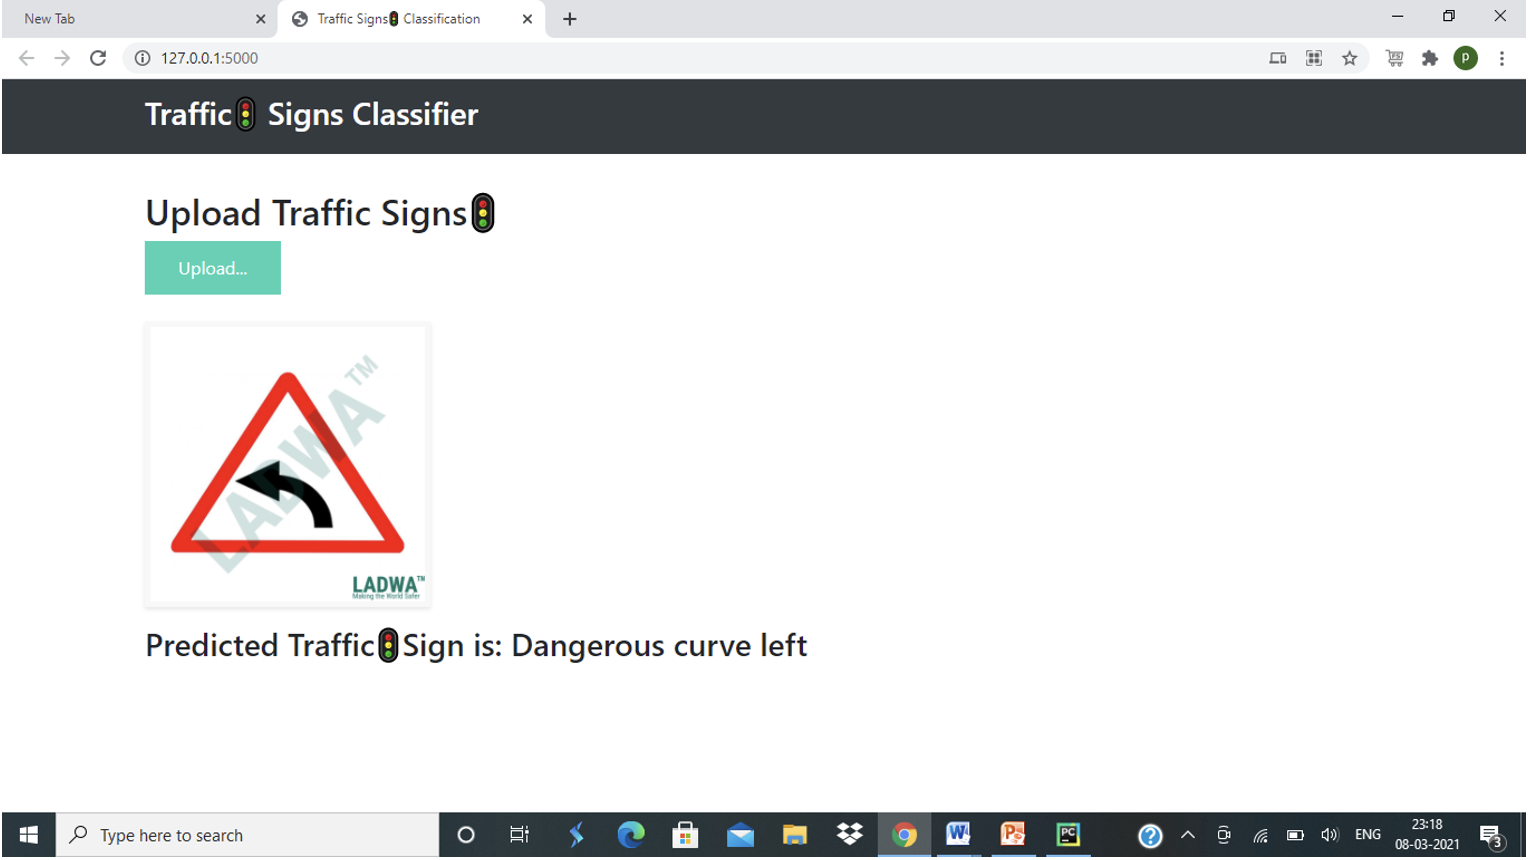 New Tab
Traffic Signs🚦 Classification
127.0.0.1:5000
P
Traffic🚦 Signs Classifier
Upload Traffic Signs🚦
Upload...
LADWA™
LADWA™
Making the World Safer
Predicted Traffic🚦Sign is: Dangerous curve left
Type here to search
PC
ENG
23:18
08-03-2021
3